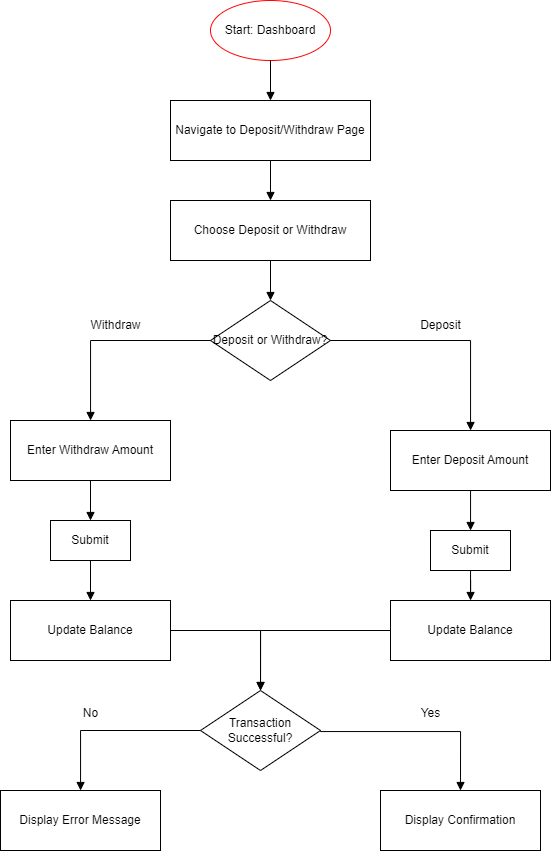 Start: Dashboard
Navigate to Deposit/Withdraw Page
Choose Deposit or Withdraw
Withdraw
Deposit
Deposit or Withdraw?
Enter Withdraw Amount
Enter Deposit Amount
Submit
Submit
Update Balance
Update Balance
Transaction
Successful?
No
Yes
Display Error Message
Display Confirmation